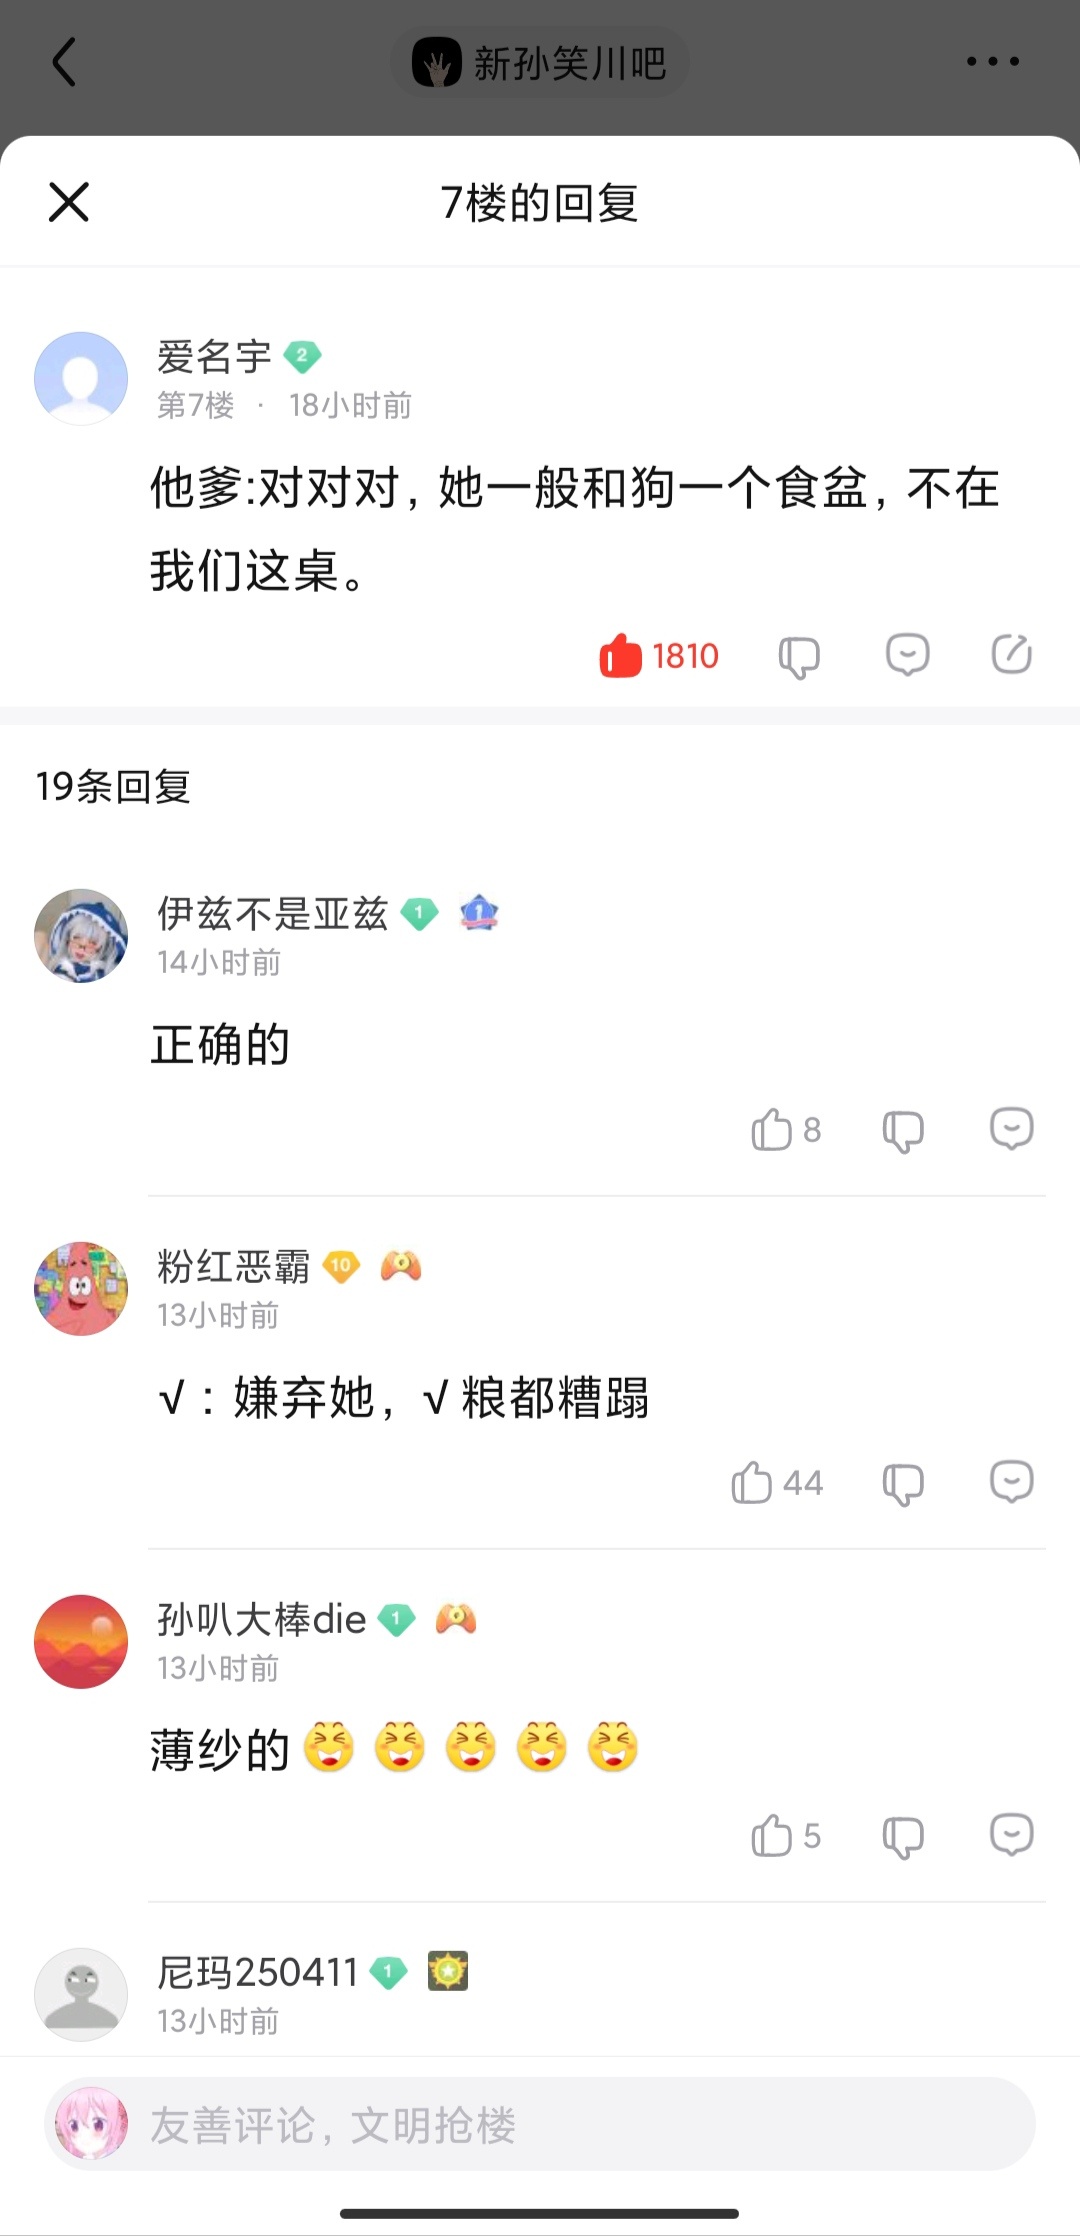 新孙笑川吧
7楼的回复
爱名宇 2
第7楼 · 18小时前
他爹:对对对, 她一般和狗一个食盆, 不在
我们这桌。
1810
19条回复
伊兹不是亚兹 1 1
14小时前
正确的
8
粉红恶霸 10
13小时前
√ : 嫌弃她, √ 粮都糟蹋
44
孙叭大棒die 1
13小时前
薄纱的
5
尼玛250411 1
13小时前
友善评论, 文明抢楼